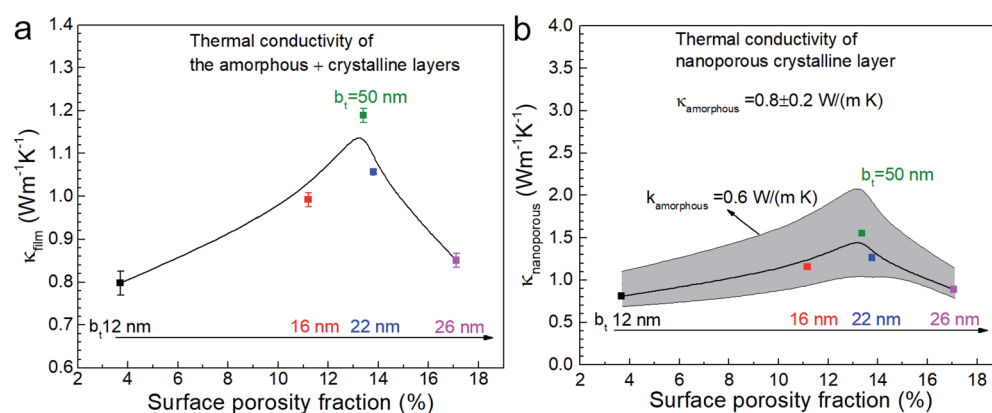 a
Thermal conductivity of
the amorphous + crystalline layers
bt=50 nm
κfilm (Wm⁻¹K⁻¹)
1.4
1.3
1.2
1.1
1.0
0.9
0.8
0.7
0.6
bt 12 nm
16 nm
22 nm
26 nm
4 6 8 10 12 14 16 18
Surface porosity fraction (%)
b
Thermal conductivity of
nanoporous crystalline layer
κamorphous =0.8±0.2 W/(m K)
bt=50 nm
kamorphous =0.6 W/(m K)
κnanoporous (Wm⁻¹K⁻¹)
4.0
3.5
3.0
2.5
2.0
1.5
1.0
0.5
0.0
bt 12 nm
16 nm
22 nm
26 nm
2 4 6 8 10 12 14 16 18
Surface porosity fraction (%)